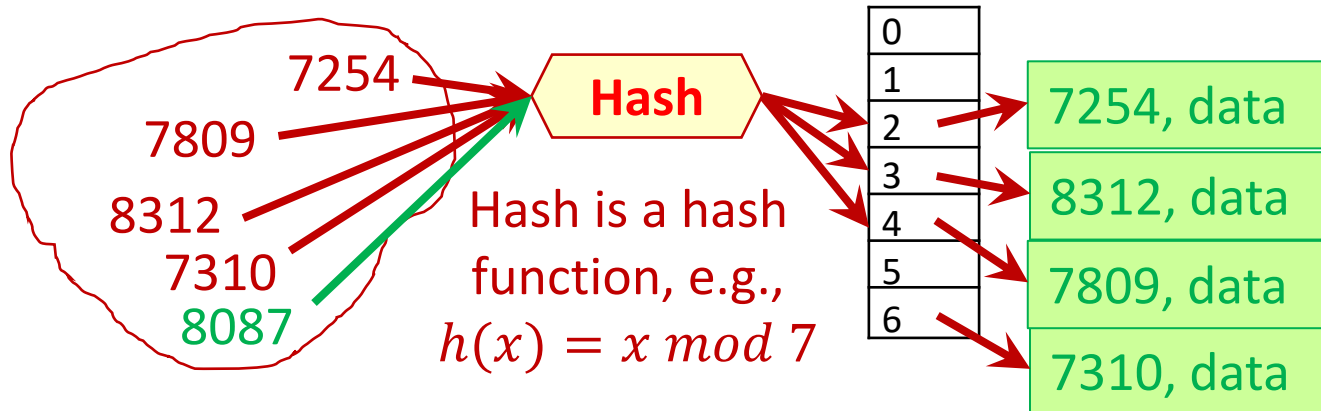 7254
7809
8312
7310
8087
Hash
Hash is a hash
function, e.g.,
h(x) = x mod 7
0
1
2
3
4
5
6
7254, data
8312, data
7809, data
7310, data